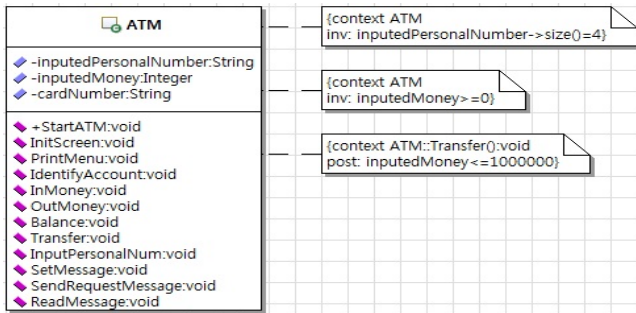 ATM
-inputedPersonalNumber:String
-inputedMoney:Integer
-cardNumber:String
+StartATM:void
InitScreen:void
PrintMenu:void
IdentifyAccount:void
InMoney:void
OutMoney:void
Balance:void
Transfer:void
InputPersonalNum:void
SetMessage:void
SendRequestMessage:void
ReadMessage:void
{context ATM
inv: inputedPersonalNumber->size()=4}
{context ATM
inv: inputedMoney>=0}
{context ATM::Transfer():void
post: inputedMoney<=1000000}